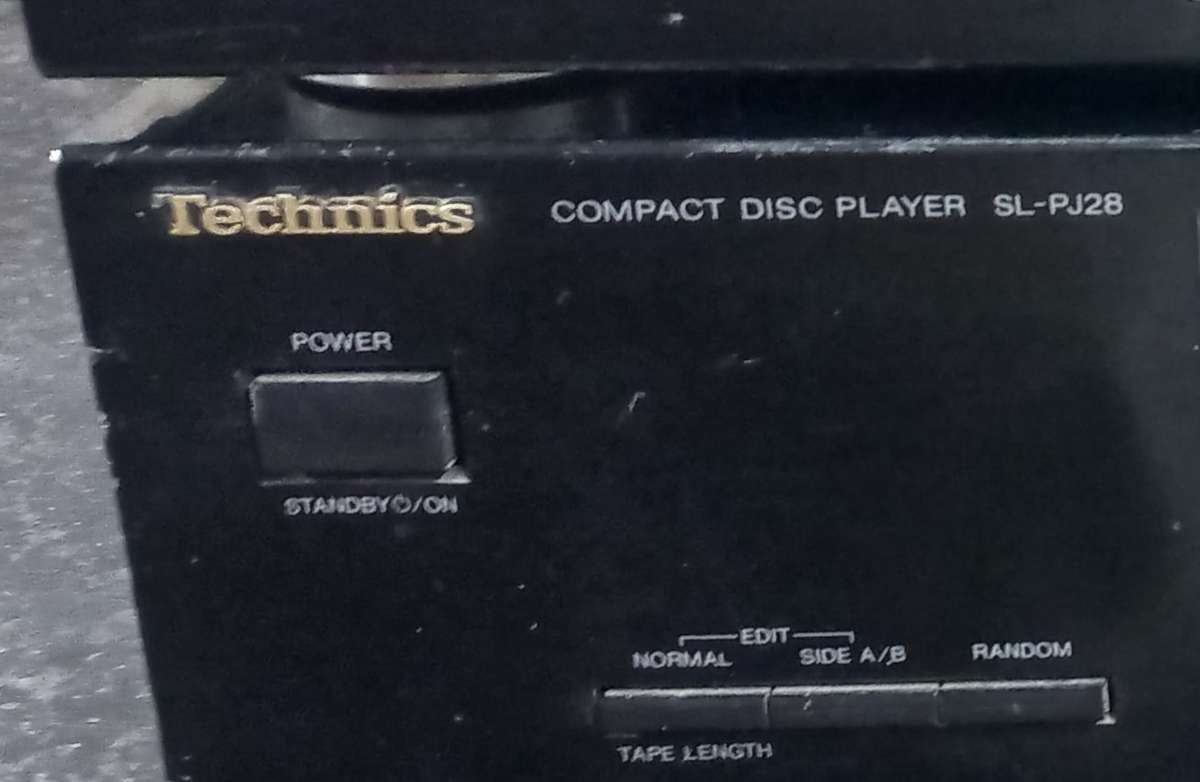 Technics
COMPACT DISC PLAYER SL-PJ28
POWER
STANDBY⏻/ON
EDIT
NORMAL SIDE A/B RANDOM
TAPE LENGTH